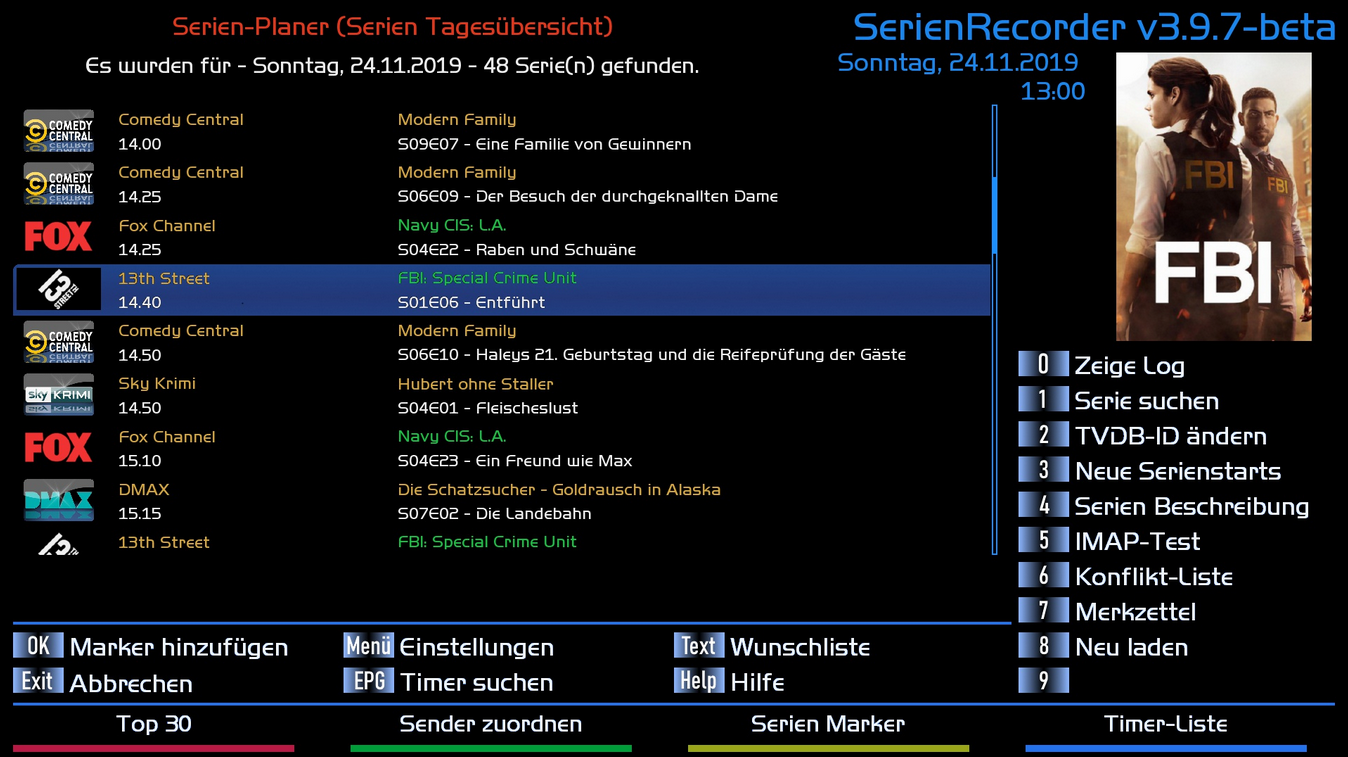 Serien-Planer (Serien Tagesübersicht)
SerienRecorder v3.9.7-beta
Es wurden für - Sonntag, 24.11.2019 - 48 Serie(n) gefunden.
Sonntag, 24.11.2019
13:00
COMEDY CENTRAL
Comedy Central
Modern Family
14.00
S09E07 - Eine Familie von Gewinnern
COMEDY CENTRAL
Comedy Central
Modern Family
14.25
S06E09 - Der Besuch der durchgeknallten Dame
FOX
Fox Channel
Navy CIS: L.A.
14.25
S04E22 - Raben und Schwäne
13 STREET
13th Street
FBI: Special Crime Unit
14.40
S01E06 - Entführt
COMEDY CENTRAL
Comedy Central
Modern Family
14.50
S06E10 - Haleys 21. Geburtstag und die Reifeprüfung der Gäste
sky KRIMI
Sky Krimi
Hubert ohne Staller
14.50
S04E01 - Fleischeslust
FOX
Fox Channel
Navy CIS: L.A.
15.10
S04E23 - Ein Freund wie Max
DMAX
DMAX
Die Schatzsucher - Goldrausch in Alaska
15.15
S07E02 - Die Landebahn
13
13th Street
FBI: Special Crime Unit
FBI
FBI
FBI
0 Zeige Log
1 Serie suchen
2 TVDB-ID ändern
3 Neue Serienstarts
4 Serien Beschreibung
5 IMAP-Test
6 Konflikt-Liste
7 Merkzettel
8 Neu laden
9
OK Marker hinzufügen
Menü Einstellungen
Text Wunschliste
Exit Abbrechen
EPG Timer suchen
Help Hilfe
Top 30
Sender zuordnen
Serien Marker
Timer-Liste